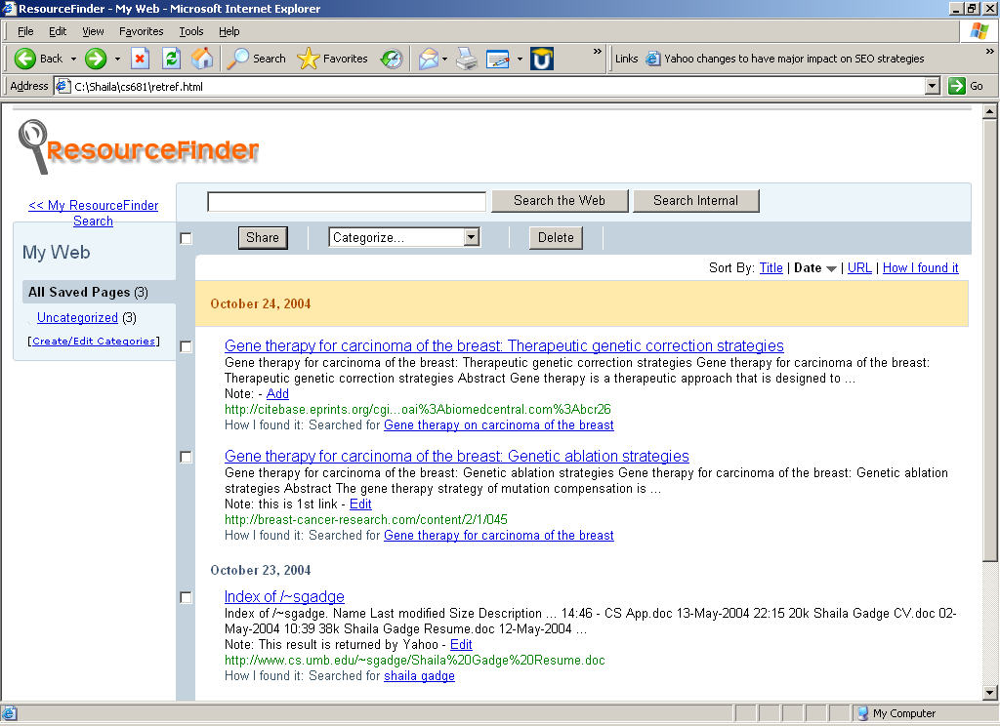 ResourceFinder - My Web - Microsoft Internet Explorer
File Edit View Favorites Tools Help
Back Search Favorites » Links Yahoo changes to have major impact on SEO strategies »
Address C:\Shaila\cs681\retref.html Go
ResourceFinder
<< My ResourceFinder
Search
Search the Web Search Internal
Share Categorize... Delete
My Web
Sort By: Title | Date | URL | How I found it
All Saved Pages (3)
Uncategorized (3)
[Create/Edit Categories]
October 24, 2004
Gene therapy for carcinoma of the breast: Therapeutic genetic correction strategies
Gene therapy for carcinoma of the breast: Therapeutic genetic correction strategies Gene therapy for carcinoma of the breast:
Therapeutic genetic correction strategies Abstract Gene therapy is a therapeutic approach that is designed to ...
Note: - Add
http://citebase.eprints.org/cgi...oai%3Abiomedcentral.com%3Abcr26
How I found it: Searched for Gene therapy on carcinoma of the breast
Gene therapy for carcinoma of the breast: Genetic ablation strategies
Gene therapy for carcinoma of the breast: Genetic ablation strategies Gene therapy for carcinoma of the breast: Genetic ablation
strategies Abstract The gene therapy strategy of mutation compensation is ...
Note: this is 1st link - Edit
http://breast-cancer-research.com/content/2/1/045
How I found it: Searched for Gene therapy for carcinoma of the breast
October 23, 2004
Index of /~sgadge
Index of /~sgadge. Name Last modified Size Description ... 14:46 - CS App.doc 13-May-2004 22:15 20k Shaila Gadge CV.doc 02-
May-2004 10:39 38k Shaila Gadge Resume.doc 12-May-2004 ...
Note: This result is returned by Yahoo - Edit
http://www.cs.umb.edu/~sgadge/Shaila%20Gadge%20Resume.doc
How I found it: Searched for shaila gadge
My Computer